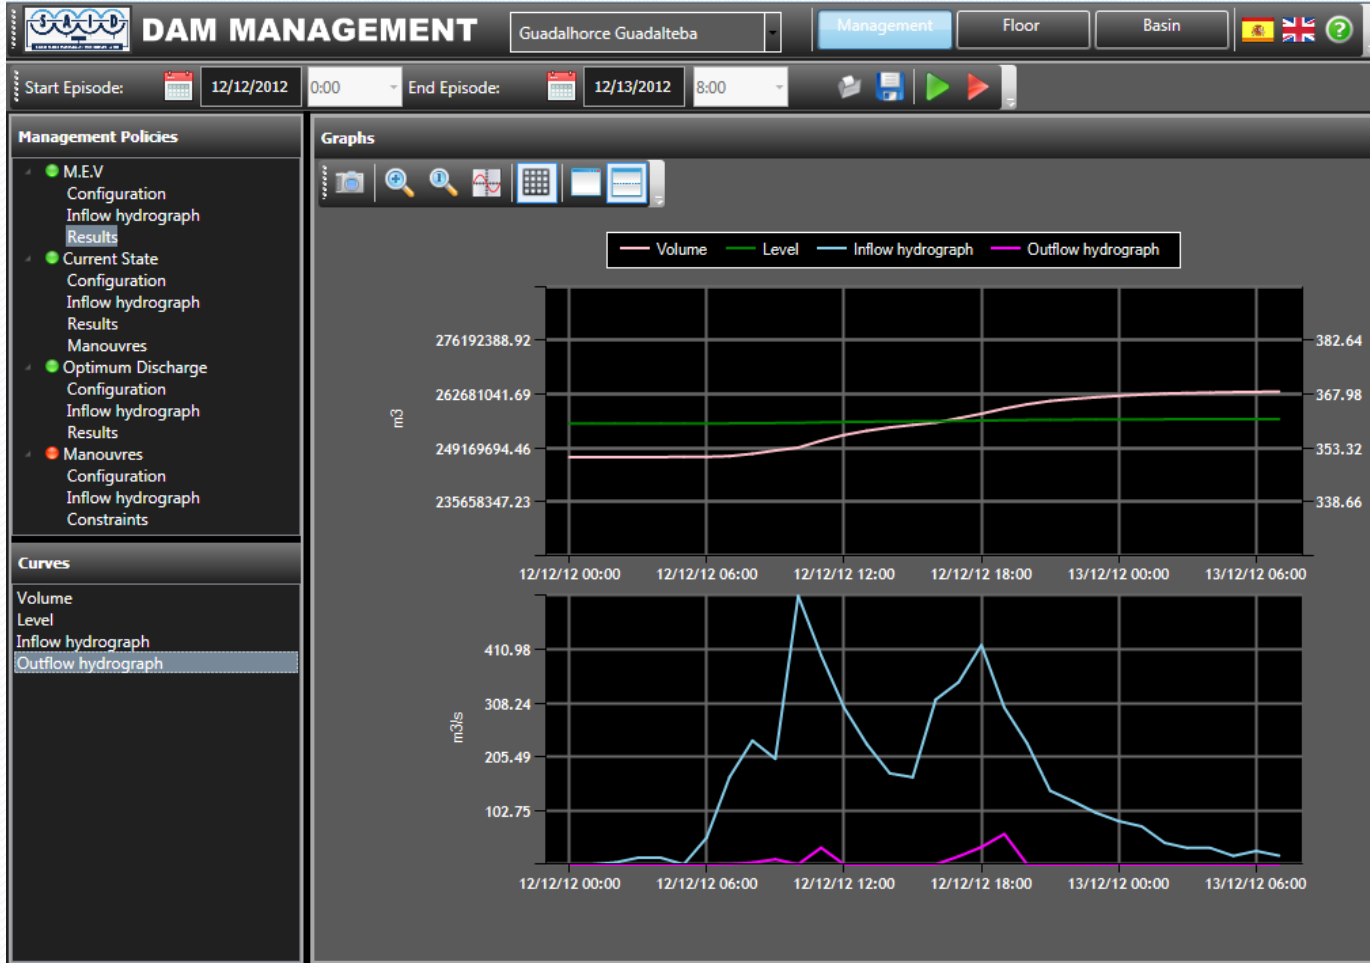 S A I D
DAM MANAGEMENT
Guadalhorce Guadalteba
Management
Floor
Basin
Start Episode:
12/12/2012
0:00
End Episode:
12/13/2012
8:00
Management Policies
M.E.V
Configuration
Inflow hydrograph
Results
Current State
Configuration
Inflow hydrograph
Results
Manouvres
Optimum Discharge
Configuration
Inflow hydrograph
Results
Manouvres
Configuration
Inflow hydrograph
Constraints
Curves
Volume
Level
Inflow hydrograph
Outflow hydrograph
Graphs
Volume Level Inflow hydrograph Outflow hydrograph
276192388.92
262681041.69
249169694.46
235658347.23
m3
382.64
367.98
353.32
338.66
12/12/12 00:00 12/12/12 06:00 12/12/12 12:00 12/12/12 18:00 13/12/12 00:00 13/12/12 06:00
410.98
308.24
205.49
102.75
m3/s
12/12/12 00:00 12/12/12 06:00 12/12/12 12:00 12/12/12 18:00 13/12/12 00:00 13/12/12 06:00